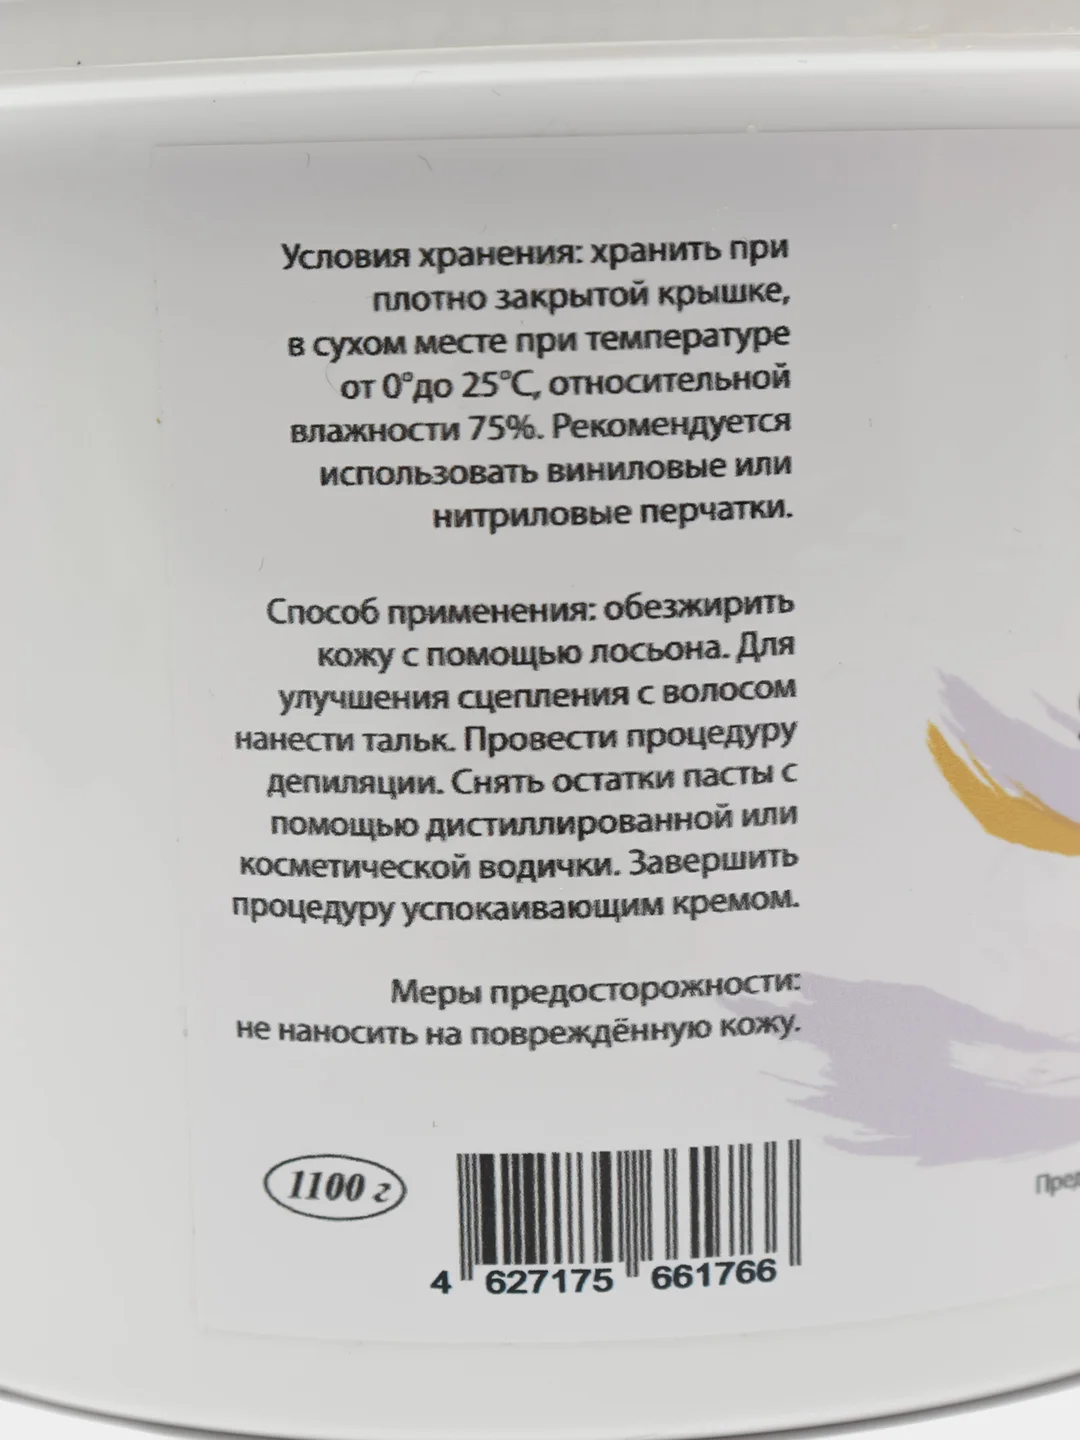 Условия хранения: хранить при
плотно закрытой крышке,
в сухом месте при температуре
от 0°до 25°С, относительной
влажности 75%. Рекомендуется
использовать виниловые или
нитриловые перчатки.
Способ применения: обезжирить
кожу с помощью лосьона. Для
улучшения сцепления с волосом
нанести тальк. Провести процедуру
депиляции. Снять остатки пасты с
помощью дистиллированной или
косметической водички. Завершить
процедуру успокаивающим кремом.
Меры предосторожности:
не наносить на повреждённую кожу.
1100 г
4 627175 661766